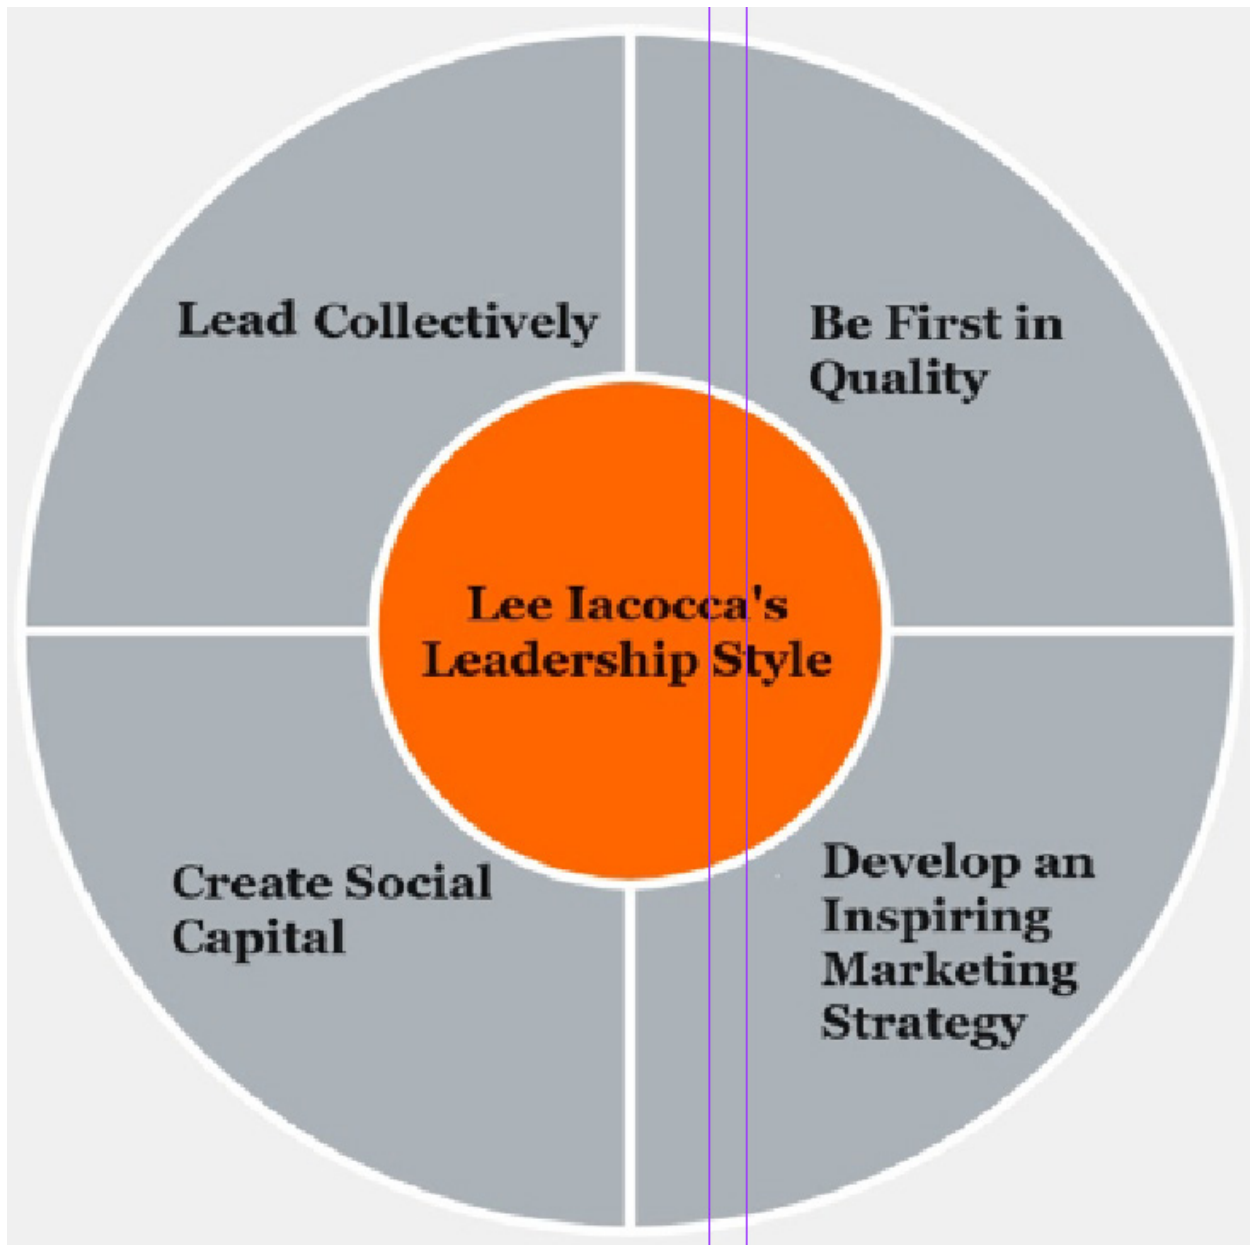 Lead Collectively
Be First in
Quality
Lee Iacocca's
Leadership Style
Create Social
Capital
Develop an
Inspiring
Marketing
Strategy